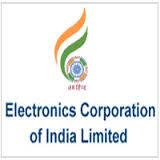 Electronics Corporation
of India Limited